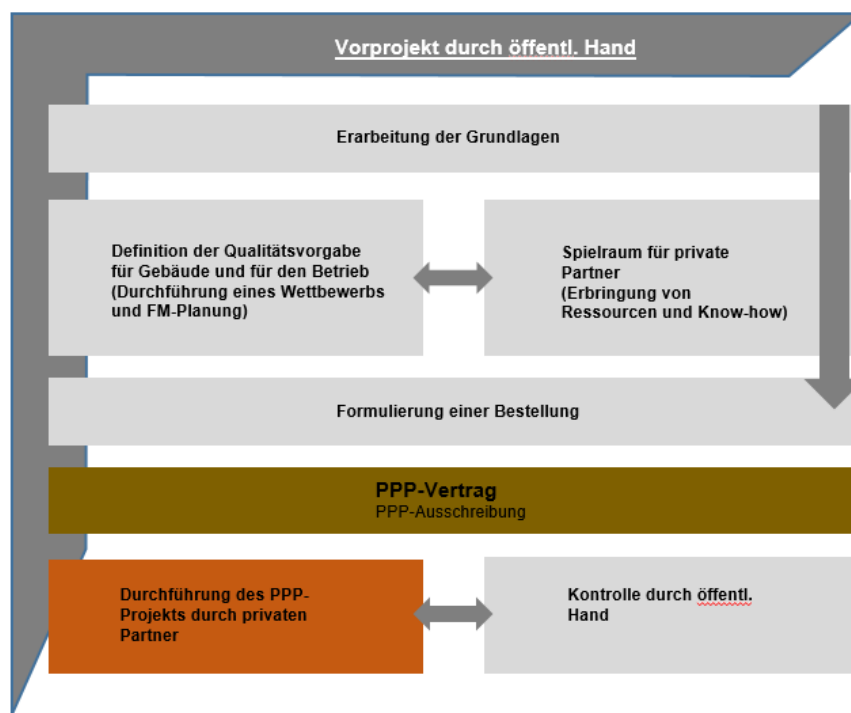 Vorprojekt durch öffentl. Hand
Erarbeitung der Grundlagen
Definition der Qualitätsvorgabe
für Gebäude und für den Betrieb
(Durchführung eines Wettbewerbs
und FM-Planung)
Spielraum für private
Partner
(Erbringung von
Ressourcen und Know-how)
Formulierung einer Bestellung
PPP-Vertrag
PPP-Ausschreibung
Durchführung des PPP-
Projekts durch privaten
Partner
Kontrolle durch öffentl.
Hand